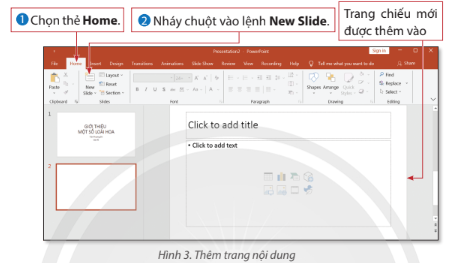 1 Chọn thẻ Home.
2 Nháy chuột vào lệnh New Slide.
Trang chiếu mới
được thêm vào
Presentation2 - PowerPoint
Sign in
File Home Insert Design Transitions Animations Slide Show Review View Recording Help Tell me what you want to do Share
Paste
New
Slide
Layout
Reset
Section
Shapes Arrange Quick
Styles
Find
Replace
Select
Clipboard Slides Font Paragraph Drawing Editing
1
GIỚI THIỆU
MỘT SỐ LOÀI HOA
2
Click to add title
• Click to add text
Hình 3. Thêm trang nội dung